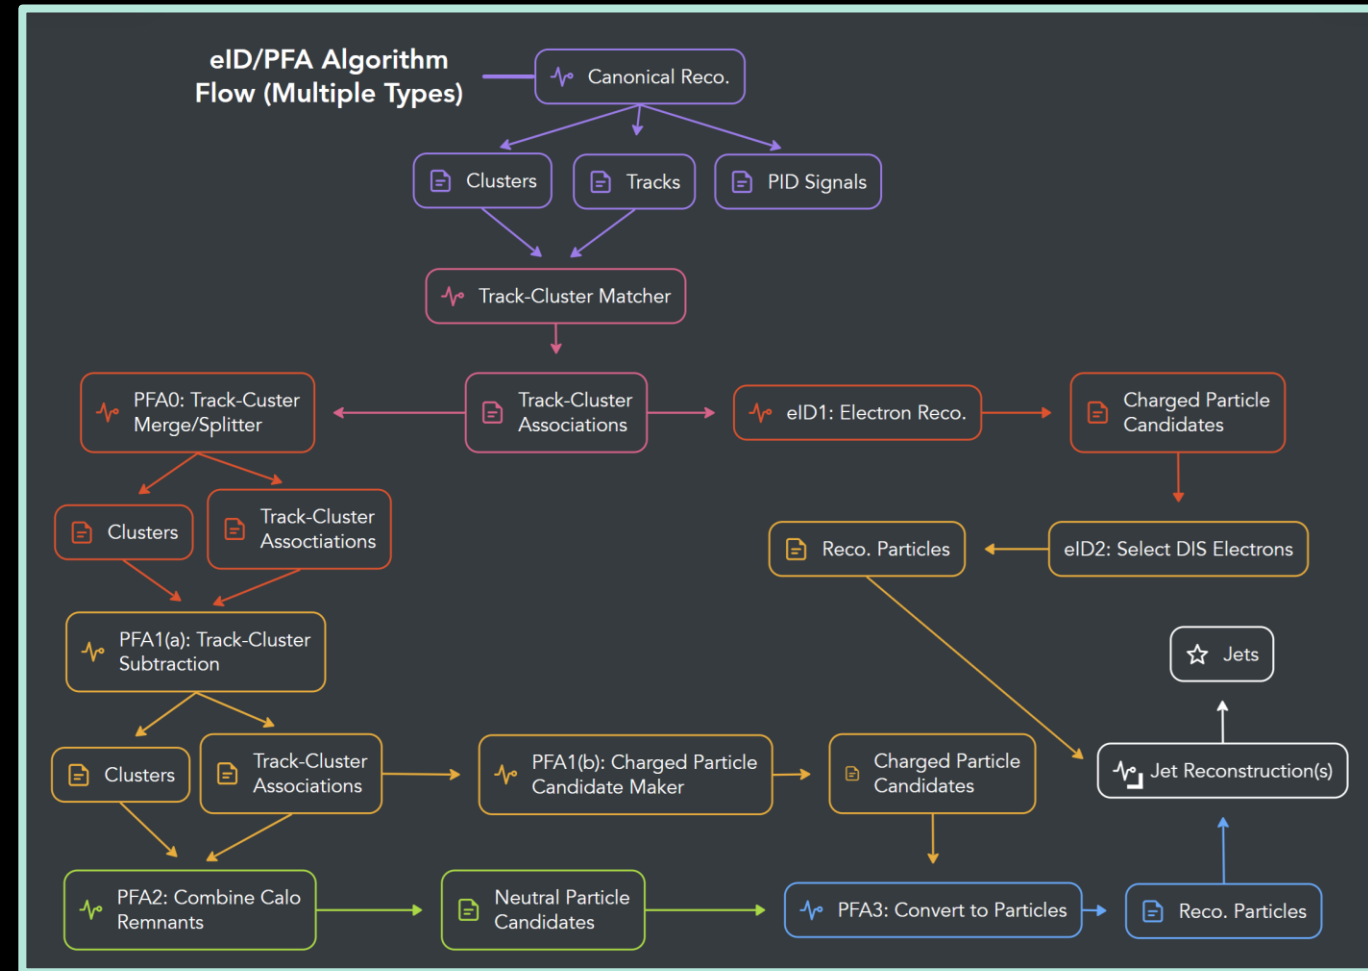 eID/PFA Algorithm
Flow (Multiple Types)
Canonical Reco.
Clusters
Tracks
PID Signals
Track-Cluster Matcher
PFA0: Track-Custer
Merge/Splitter
Track-Cluster
Associations
eID1: Electron Reco.
Charged Particle
Candidates
Clusters
Track-Cluster
Assoctiations
Reco. Particles
eID2: Select DIS Electrons
PFA1(a): Track-Cluster
Subtraction
Jets
Clusters
Track-Cluster
Associations
PFA1(b): Charged Particle
Candidate Maker
Charged Particle
Candidates
Jet Reconstruction(s)
PFA2: Combine Calo
Remnants
Neutral Particle
Candidates
PFA3: Convert to Particles
Reco. Particles